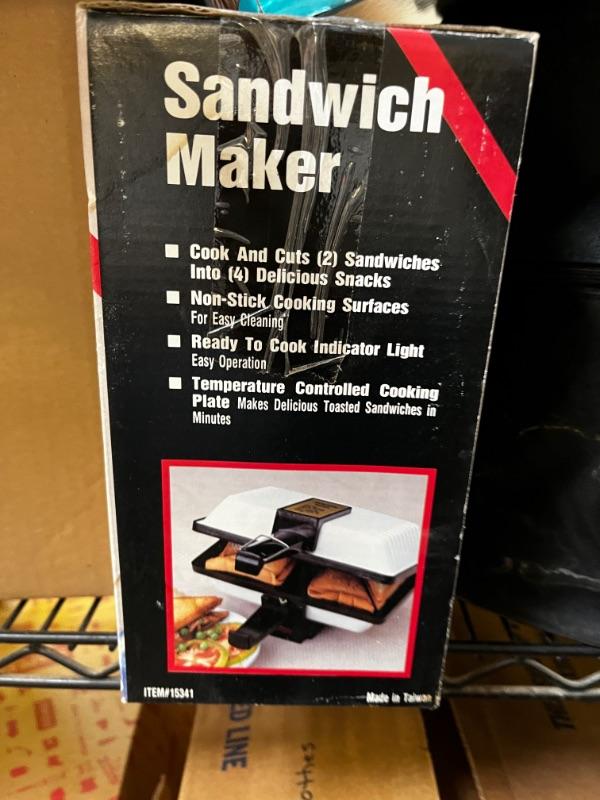 Sandwich
Maker
Cook And Cuts (2) Sandwiches
Into (4) Delicious Snacks
Non-Stick Cooking Surfaces
For Easy Cleaning
Ready To Cook Indicator Light
Easy Operation
Temperature Controlled Cooking
Plate Makes Delicious Toasted Sandwiches in
Minutes
ITEM#15341
Made in Taiwan
ED LINE
othes